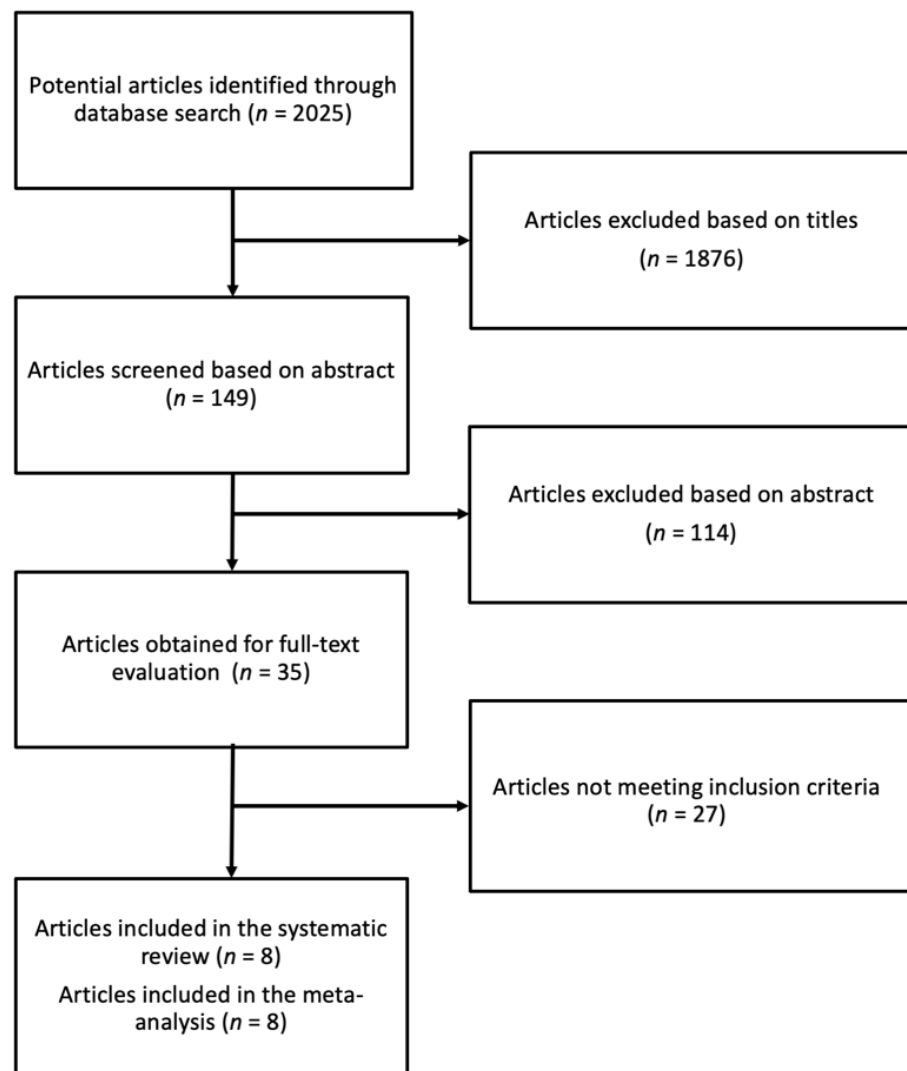 Potential articles identified through
database search (n = 2025)
Articles excluded based on titles
(n = 1876)
Articles screened based on abstract
(n = 149)
Articles excluded based on abstract
(n = 114)
Articles obtained for full-text
evaluation (n = 35)
Articles not meeting inclusion criteria
(n = 27)
Articles included in the systematic
review (n = 8)
Articles included in the meta-
analysis (n = 8)